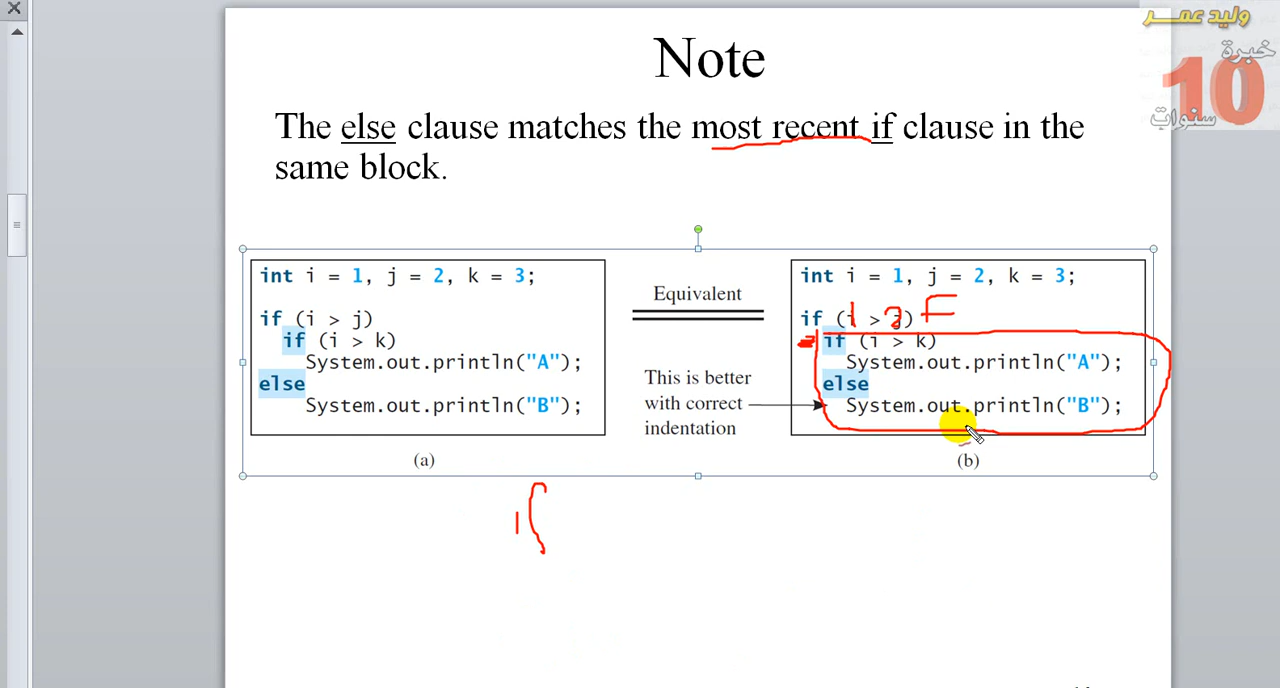 وليد عمر
خبرة
10
سنوات
Note
The else clause matches the most recent if clause in the
same block.
int i = 1, j = 2, k = 3;
if (i > j)
if (i > k)
System.out.println("A");
else
System.out.println("B");
(a)
Equivalent
This is better
with correct
indentation
int i = 1, j = 2, k = 3;
if (i > j) F
if (i > k)
System.out.println("A");
else
System.out.println("B");
(b)
if